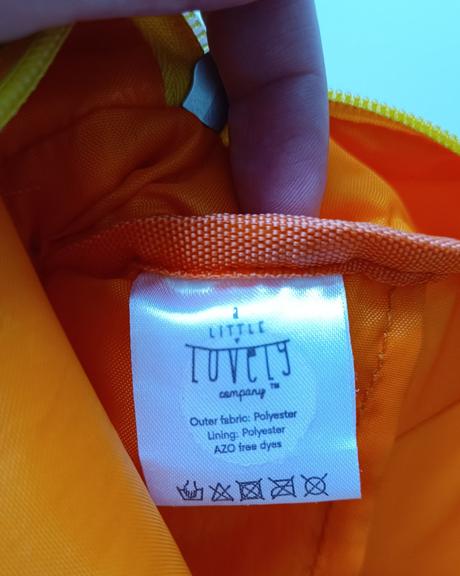 a
LITTLE
LOVELY
company™
Outer fabric: Polyester
Lining: Polyester
AZO free dyes